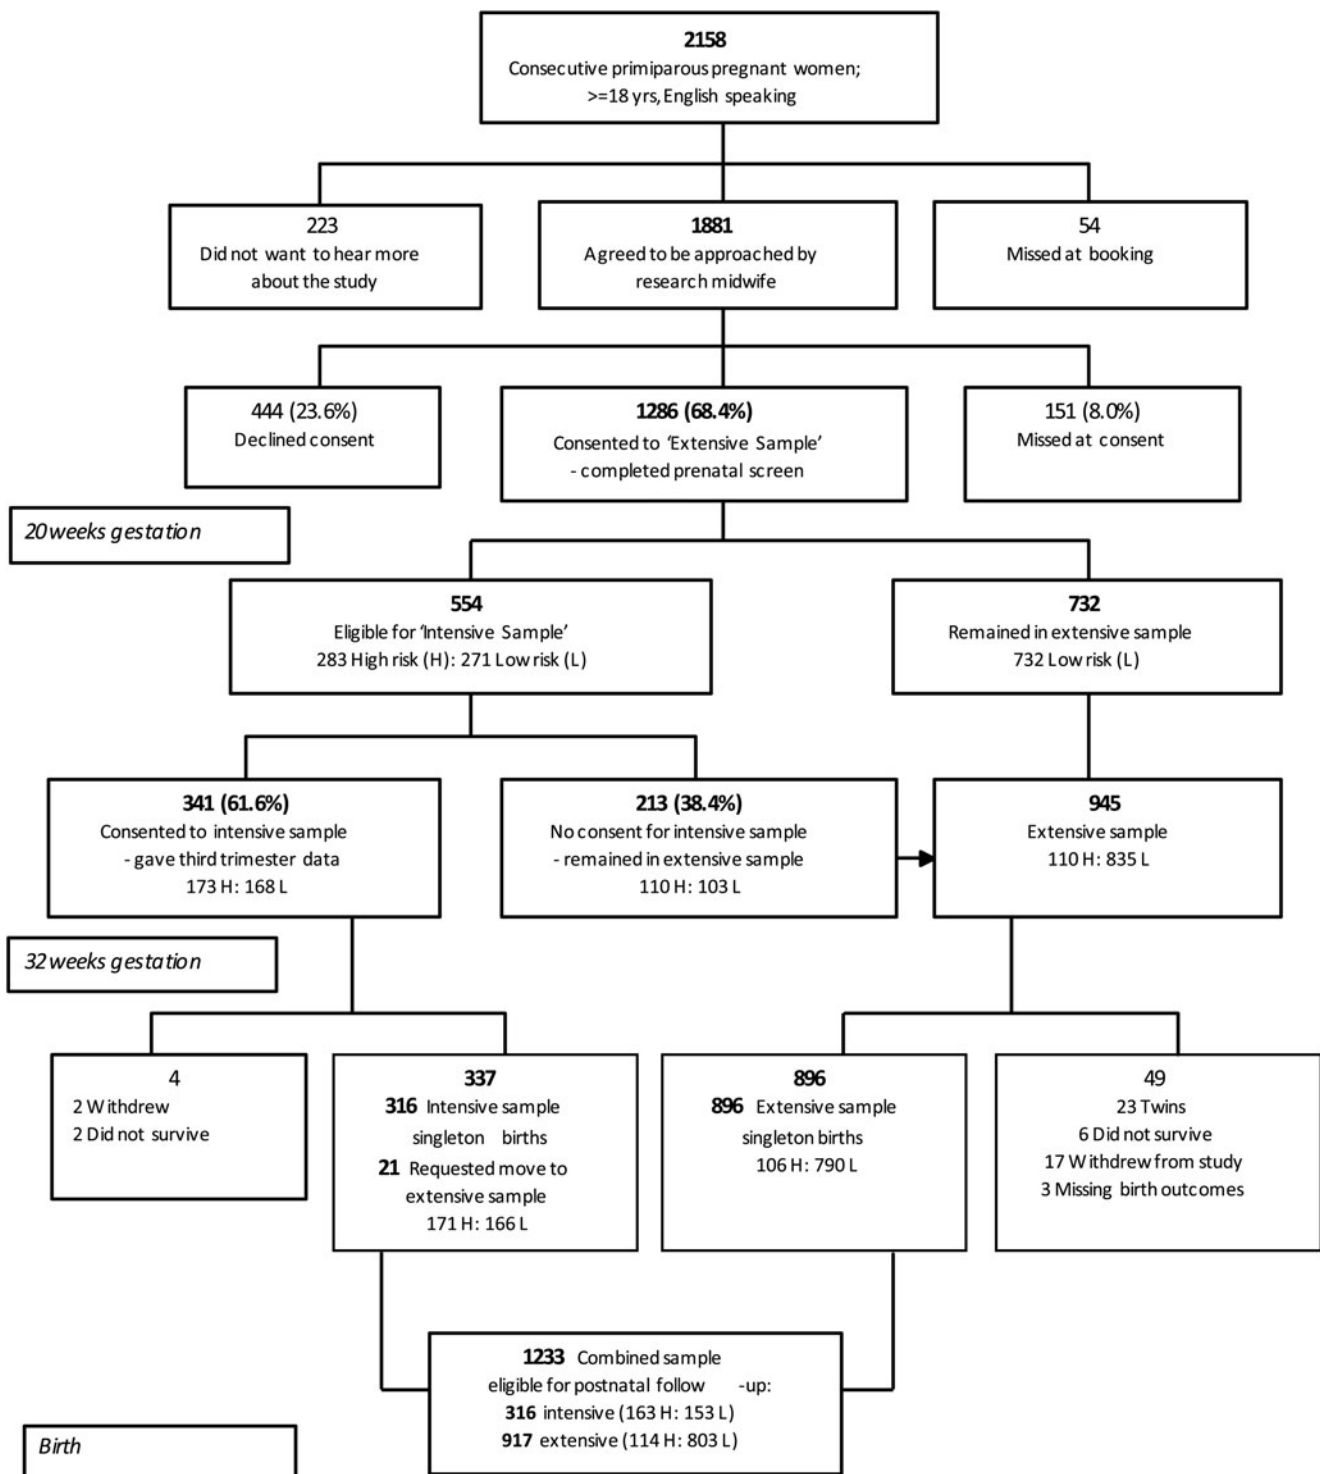 2158
Consecutive primiparous pregnant women;
>=18 yrs, English speaking
223
Did not want to hear more
about the study
1881
Agreed to be approached by
research midwife
54
Missed at booking
444 (23.6%)
Declined consent
1286 (68.4%)
Consented to ‘Extensive Sample’
- completed prenatal screen
151 (8.0%)
Missed at consent
20 weeks gestation
554
Eligible for ‘Intensive Sample’
283 High risk (H): 271 Low risk (L)
732
Remained in extensive sample
732 Low risk (L)
341 (61.6%)
Consented to intensive sample
- gave third trimester data
173 H: 168 L
213 (38.4%)
No consent for intensive sample
- remained in extensive sample
110 H: 103 L
945
Extensive sample
110 H: 835 L
32 weeks gestation
4
2 Withdrew
2 Did not survive
337
316 Intensive sample
singleton births
21 Requested move to
extensive sample
171 H: 166 L
896
896 Extensive sample
singleton births
106 H: 790 L
49
23 Twins
6 Did not survive
17 Withdrew from study
3 Missing birth outcomes
1233 Combined sample
eligible for postnatal follow -up:
316 intensive (163 H: 153 L)
917 extensive (114 H: 803 L)
Birth